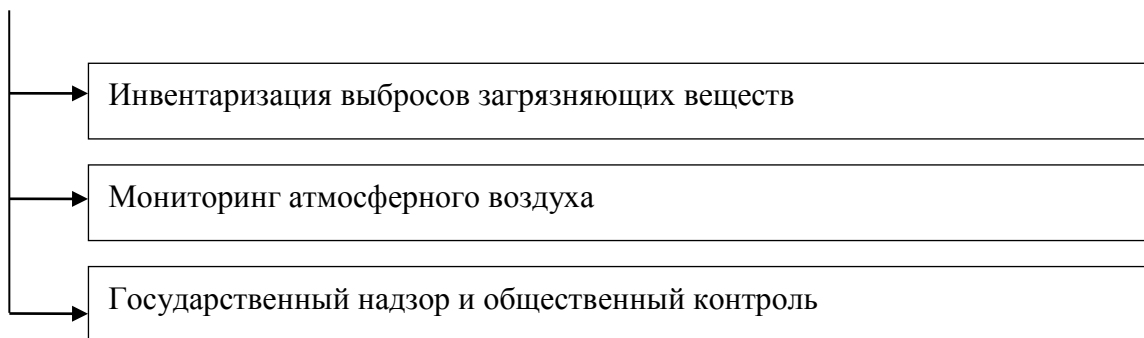 Инвентаризация выбросов загрязняющих веществ
Мониторинг атмосферного воздуха
Государственный надзор и общественный контроль